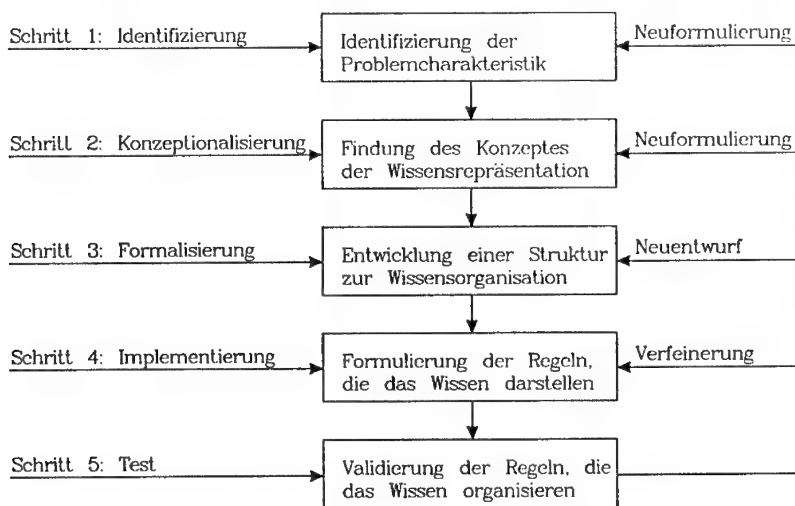 Schritt 1: Identifizierung
Identifizierung der
Problemcharakteristik
Neuformulierung
Schritt 2: Konzeptionalisierung
Findung des Konzeptes
der Wissensrepräsentation
Neuformulierung
Schritt 3: Formalisierung
Entwicklung einer Struktur
zur Wissensorganisation
Neuentwurf
Schritt 4: Implementierung
Formulierung der Regeln,
die das Wissen darstellen
Verfeinerung
Schritt 5: Test
Validierung der Regeln, die
das Wissen organisieren